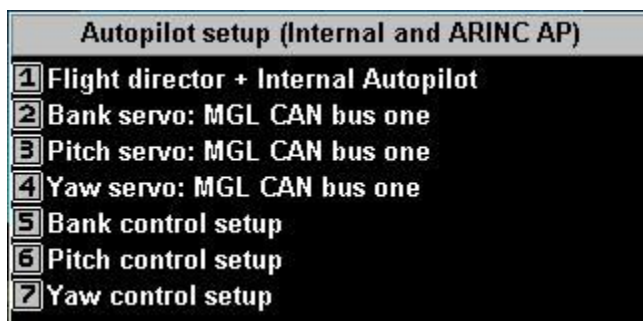 Autopilot setup (Internal and ARINC AP)
1 Flight director + Internal Autopilot
2 Bank servo: MGL CAN bus one
3 Pitch servo: MGL CAN bus one
4 Yaw servo: MGL CAN bus one
5 Bank control setup
6 Pitch control setup
7 Yaw control setup